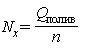 Nₓ = Qполив / n